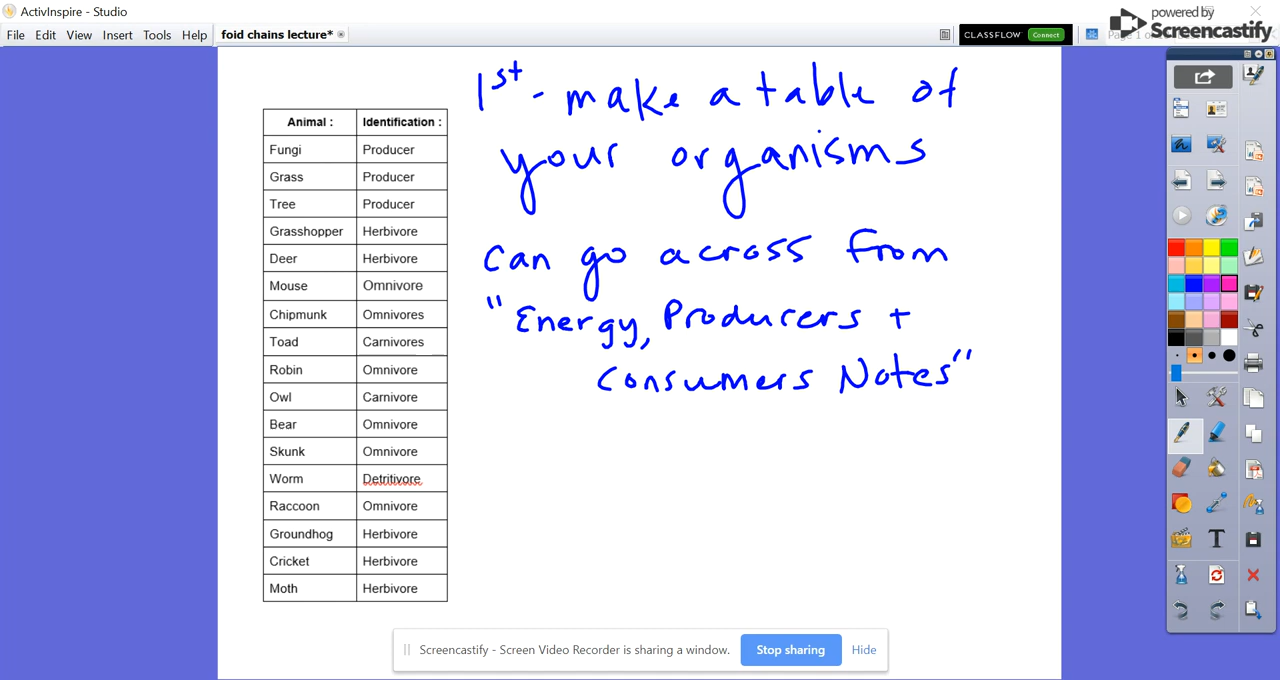 ActivInspire - Studio
powered by
Screencastify
File Edit View Insert Tools Help
foid chains lecture*
CLASSFLOW Connect
Page 1 o
1st - make a table of
your organisms
can go across from
"Energy, Producers +
Consumers Notes"
Animal : Identification :
Fungi Producer
Grass Producer
Tree Producer
Grasshopper Herbivore
Deer Herbivore
Mouse Omnivore
Chipmunk Omnivores
Toad Carnivores
Robin Omnivore
Owl Carnivore
Bear Omnivore
Skunk Omnivore
Worm Detritivore
Raccoon Omnivore
Groundhog Herbivore
Cricket Herbivore
Moth Herbivore
Screencastify - Screen Video Recorder is sharing a window. Stop sharing Hide